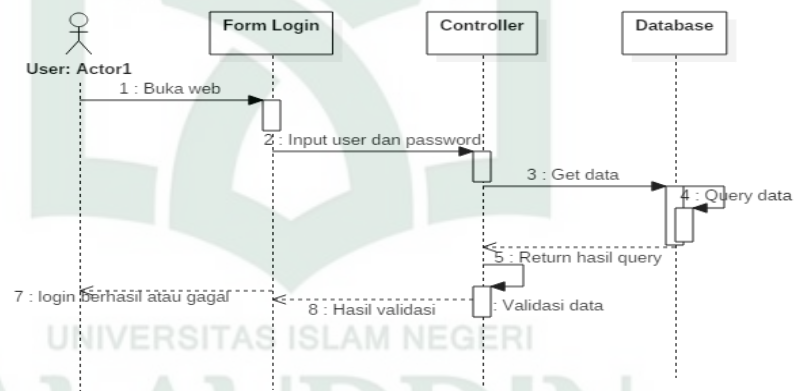 Form Login
Controller
Database
User: Actor1
1 : Buka web
2 : Input user dan password
3 : Get data
4 : Query data
5 : Return hasil query
: Validasi data
8 : Hasil validasi
7 : login berhasil atau gagal
UNIVERSITAS ISLAM NEGERI